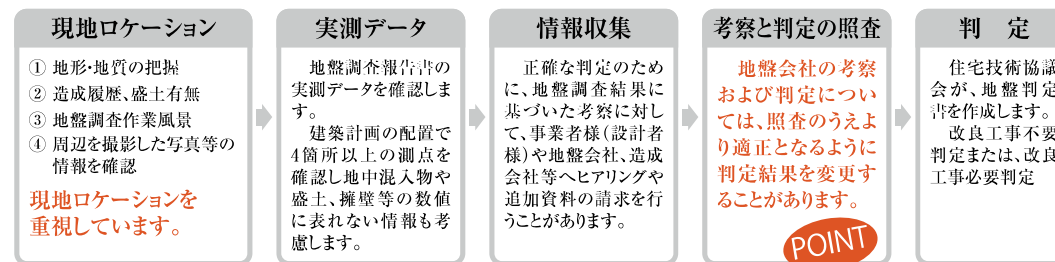 現地ロケーション
① 地形・地質の把握
② 造成履歴、盛土有無
③ 地盤調査作業風景
④ 周辺を撮影した写真等の
情報を確認
現地ロケーションを
重視しています。
実測データ
地盤調査報告書の
実測データを確認しま
す。
建築計画の配置で
4箇所以上の測点を
確認し地中混入物や
盛土、擁壁等の数値
に表れない情報も考
慮します。
情報収集
正確な判定のため
に、地盤調査結果に
基づいた考察に対し
て、事業者様（設計者
様）や地盤会社、造成
会社等へヒアリングや
追加資料の請求を行
うことがあります。
考察と判定の照査
地盤会社の考察
および判定につい
ては、照査のうえよ
り適正となるように
判定結果を変更す
ることがあります。
POINT
判　定
住宅技術協議
会が、地盤判定
書を作成します。
改良工事不要
判定または、改良
工事必要判定